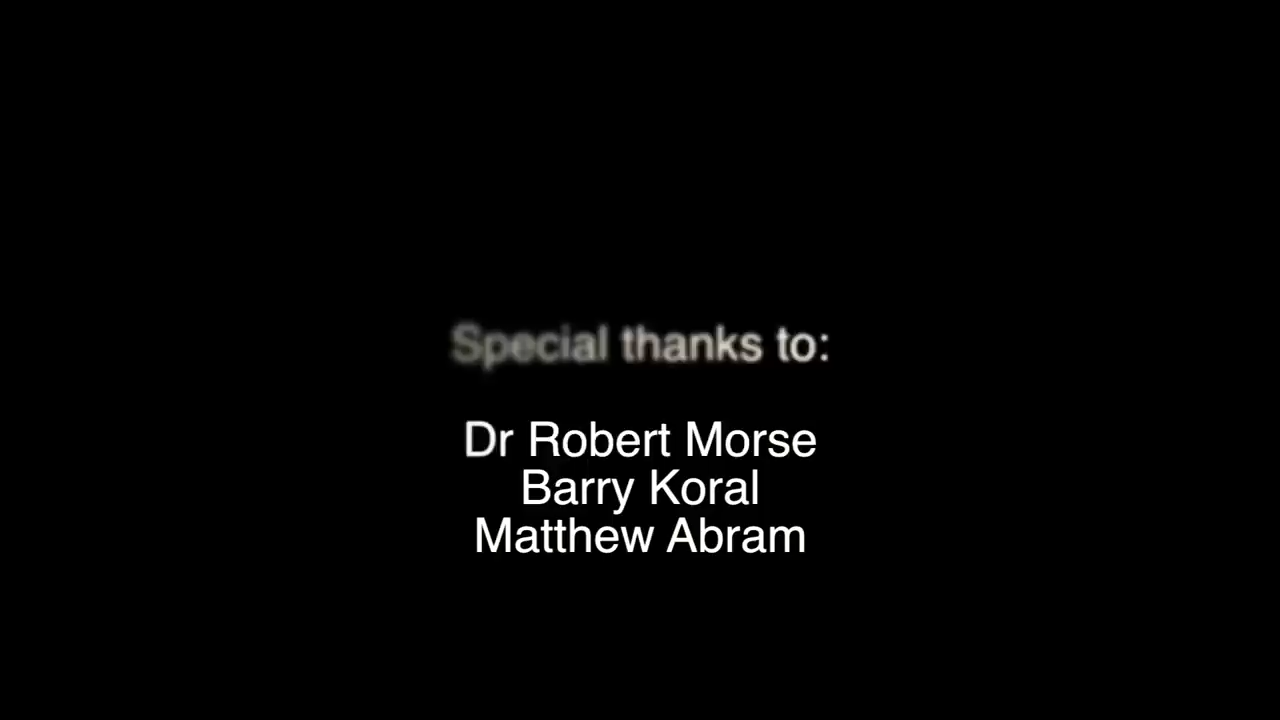 Special thanks to:
Dr Robert Morse
Barry Koral
Matthew Abram